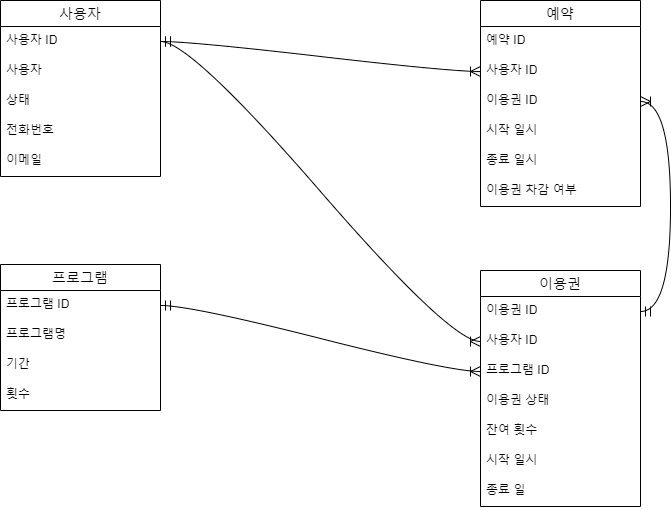 사용자
사용자 ID
사용자
상태
전화번호
이메일
예약
예약 ID
사용자 ID
이용권 ID
시작 일시
종료 일시
이용권 차감 여부
프로그램
프로그램 ID
프로그램명
기간
횟수
이용권
이용권 ID
사용자 ID
프로그램 ID
이용권 상태
잔여 횟수
시작 일시
종료 일